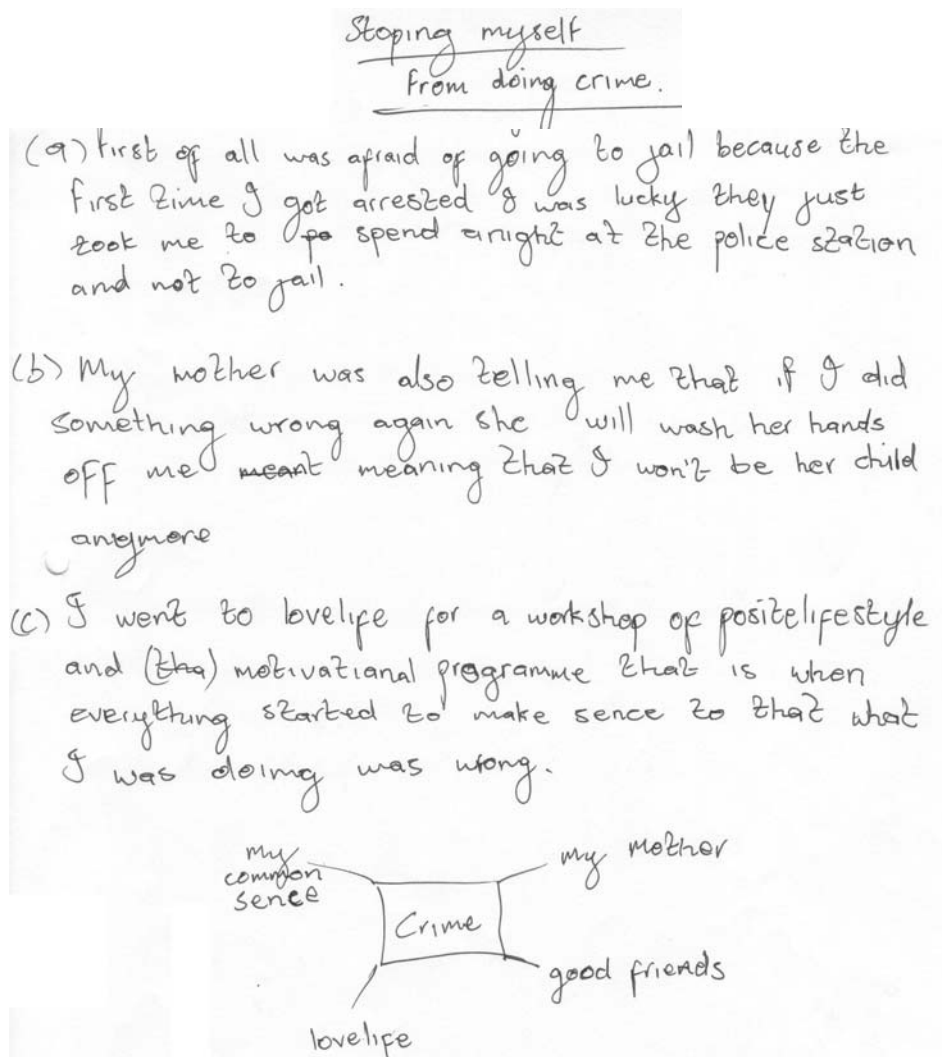 Stoping myself
From doing crime.
(a) First of all was afraid of going to jail because the
first time I got arrested I was lucky they just
took me to po spend anight at the police station
and not to jail.
(b) My mother was also telling me that if I did
something wrong again she will wash her hands
off me meant meaning that I won't be her child
anymore
(c) I went to lovelife for a workshop of positelifestyle
and (tha) motivational programme that is when
everything started to make sence to that what
I was doimg was wrong.
my
common
sence
my mother
Crime
good friends
lovelife